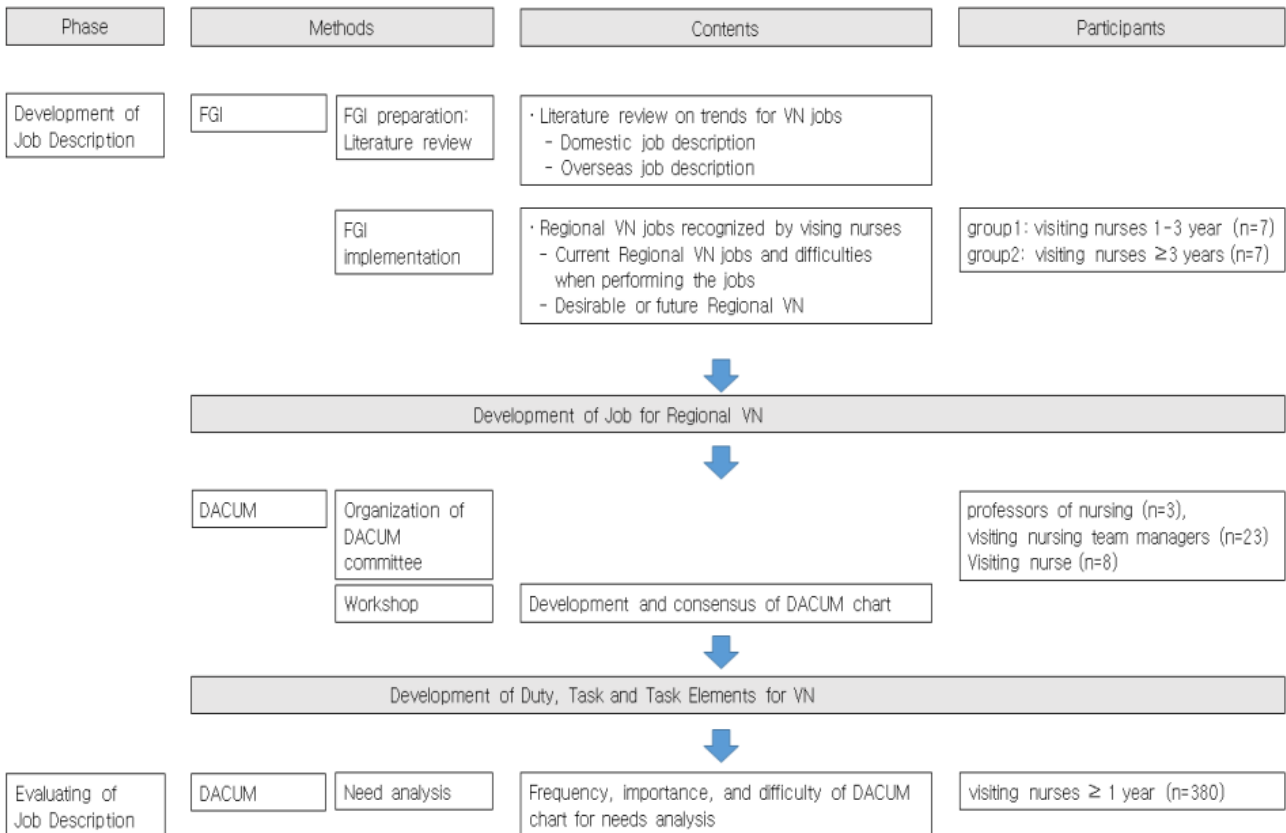 Phase
Methods
Contents
Participants
Development of
Job Description
FGI
FGI preparation:
Literature review
· Literature review on trends for VN jobs
- Domestic job description
- Overseas job description
FGI
implementation
· Regional VN jobs recognized by vising nurses
- Current Regional VN jobs and difficulties
when performing the jobs
- Desirable or future Regional VN
group1: visiting nurses 1-3 year (n=7)
group2: visiting nurses ≥3 years (n=7)
Development of Job for Regional VN
DACUM
Organization of
DACUM
committee
professors of nursing (n=3),
visiting nursing team managers (n=23)
Visiting nurse (n=8)
Workshop
Development and consensus of DACUM chart
Development of Duty, Task and Task Elements for VN
Evaluating of
Job Description
DACUM
Need analysis
Frequency, importance, and difficulty of DACUM
chart for needs analysis
visiting nurses ≥ 1 year (n=380)